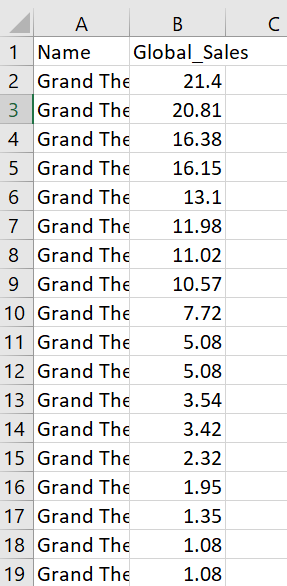 A B C
1 Name Global_Sales
2 Grand The 21.4
3 Grand The 20.81
4 Grand The 16.38
5 Grand The 16.15
6 Grand The 13.1
7 Grand The 11.98
8 Grand The 11.02
9 Grand The 10.57
10 Grand The 7.72
11 Grand The 5.08
12 Grand The 5.08
13 Grand The 3.54
14 Grand The 3.42
15 Grand The 2.32
16 Grand The 1.95
17 Grand The 1.35
18 Grand The 1.08
19 Grand The 1.08